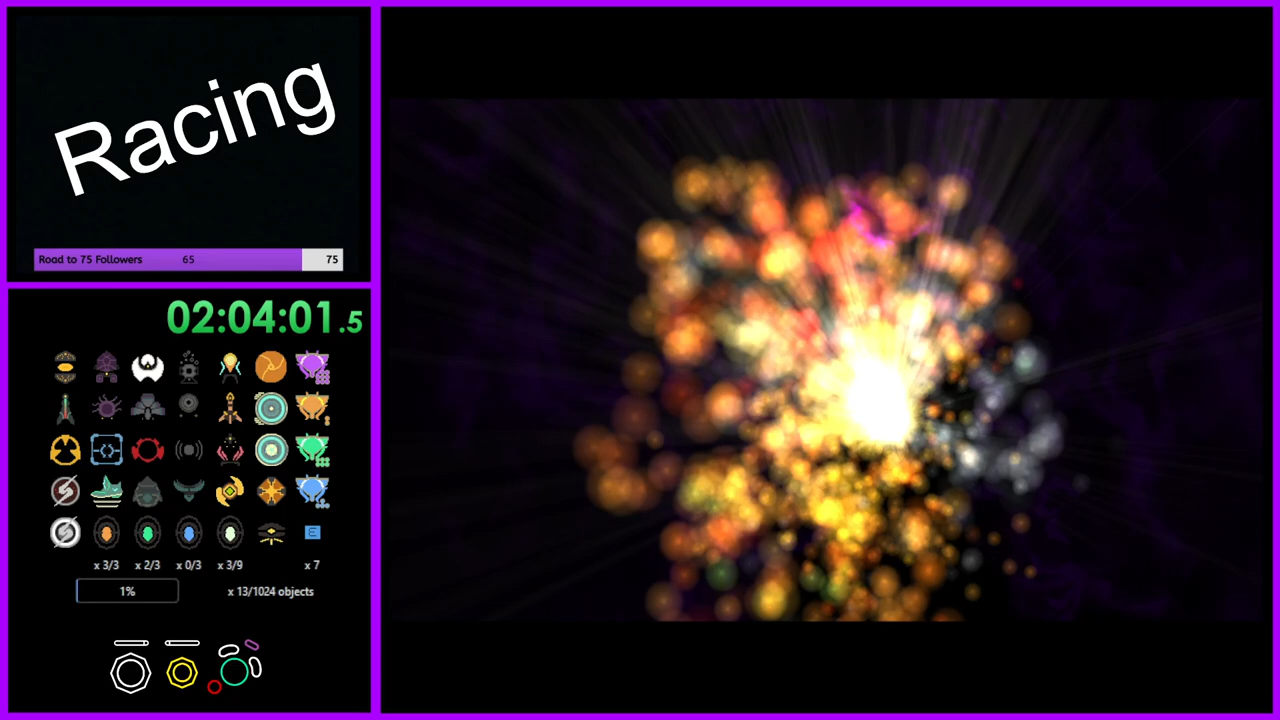 Racing
Road to 75 Followers 65 75
02:04:01.5
x 3/3 x 2/3 x 0/3 x 3/9 x 7
1% x 13/1024 objects